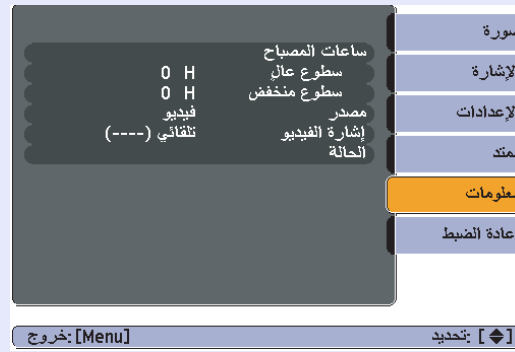 ساعات المصباح
سطوع عالٍ 0 H
سطوع منخفض 0 H
مصدر فيديو
إشارة الفيديو تلقائي (----)
الحالة
صورة
الإشارة
الإعدادات
ممتد
معلومات
إعادة الضبط
[◆]: تحديد
[Menu]: خروج